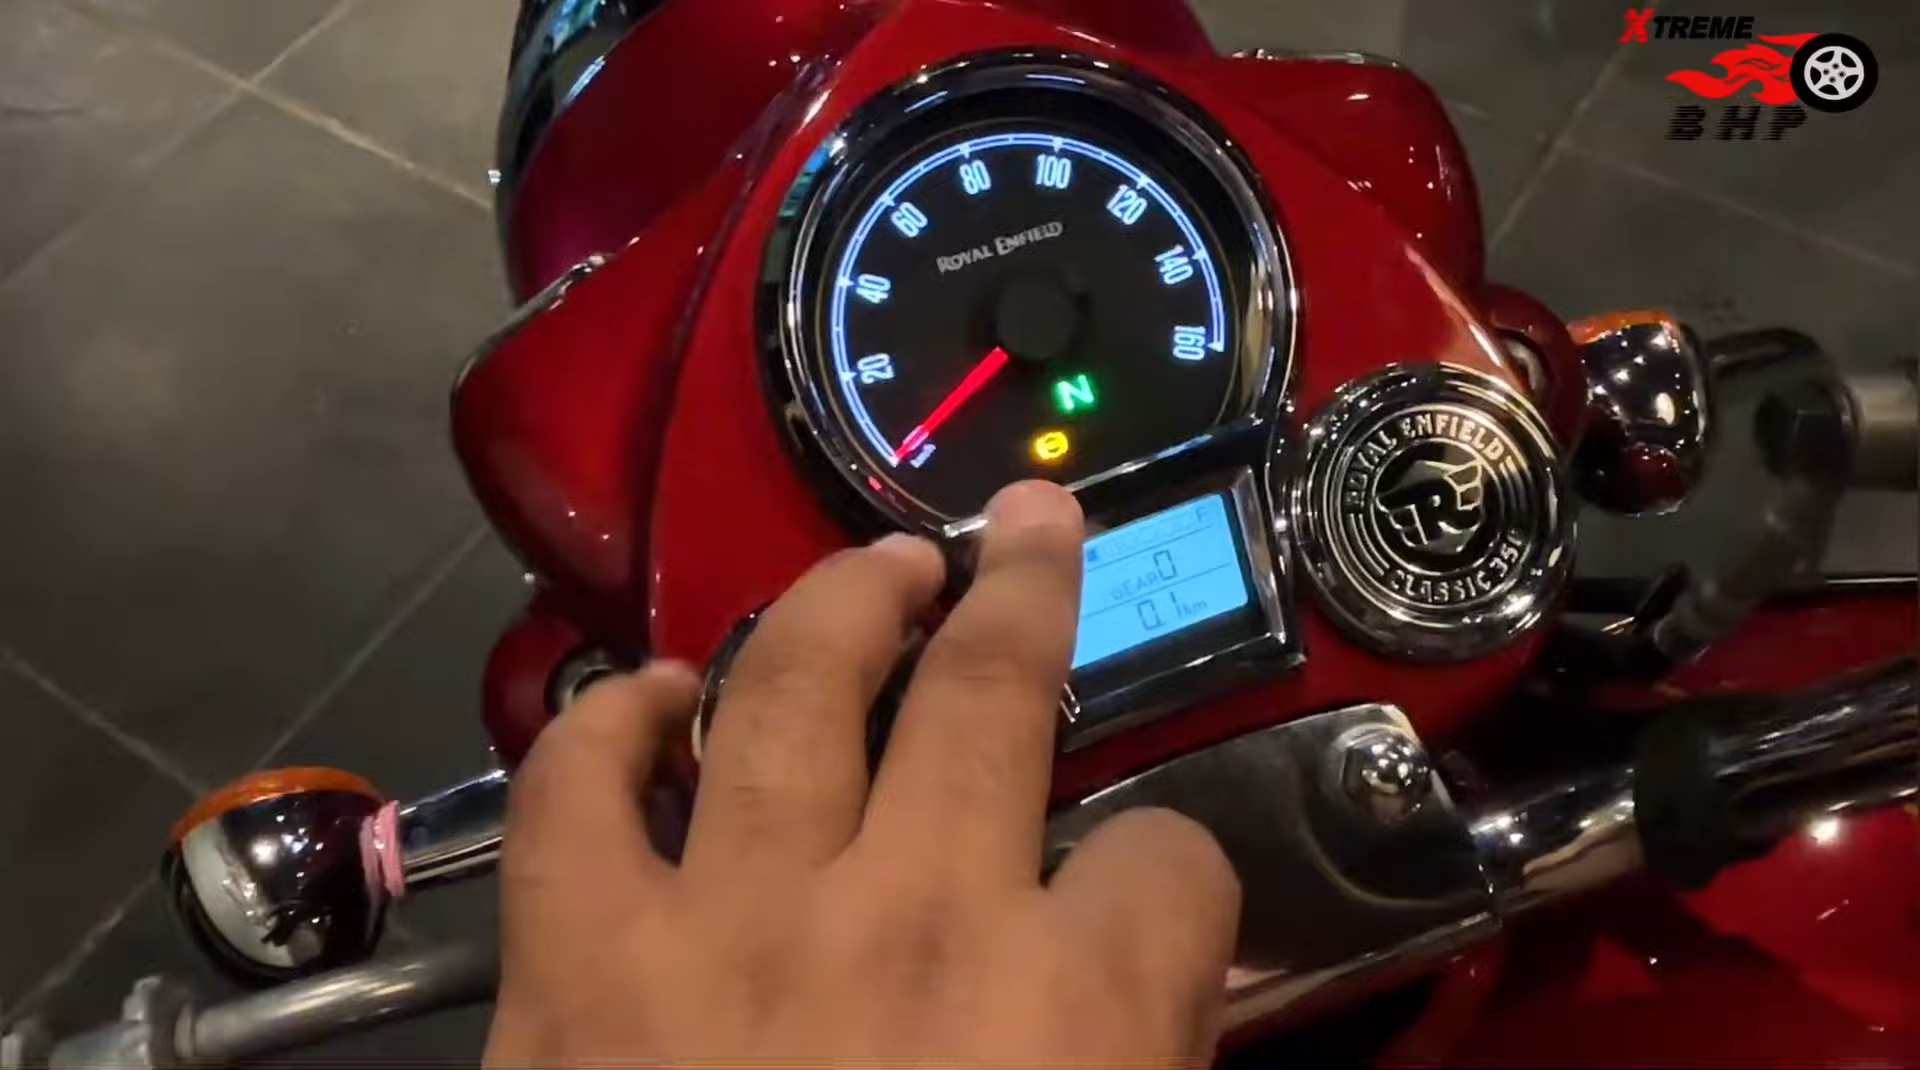 XTREME
BHP
20
40
60
80
100
120
140
160
ROYAL ENFIELD
km/h
N
F
GEAR 0
0.1 km
ROYAL ENFIELD
R
CLASSIC 350